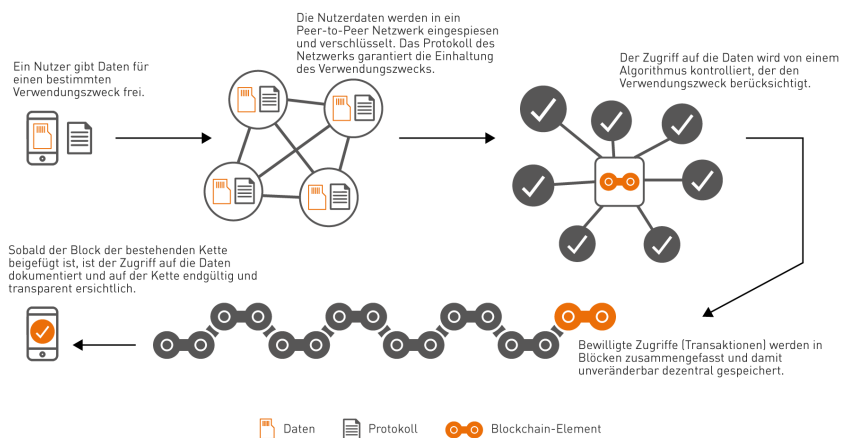 Ein Nutzer gibt Daten für
einen bestimmten
Verwendungszweck frei.
Die Nutzerdaten werden in ein
Peer-to-Peer Netzwerk eingespiesen
und verschlüsselt. Das Protokoll des
Netzwerks garantiert die Einhaltung
des Verwendungszwecks.
Der Zugriff auf die Daten wird von einem
Algorithmus kontrolliert, der den
Verwendungszweck berücksichtigt.
Bewilligte Zugriffe (Transaktionen) werden in
Blöcken zusammengefasst und damit
unveränderbar dezentral gespeichert.
Sobald der Block der bestehenden Kette
beigefügt ist, ist der Zugriff auf die Daten
dokumentiert und auf der Kette endgültig und
transparent ersichtlich.
Daten
Protokoll
Blockchain-Element